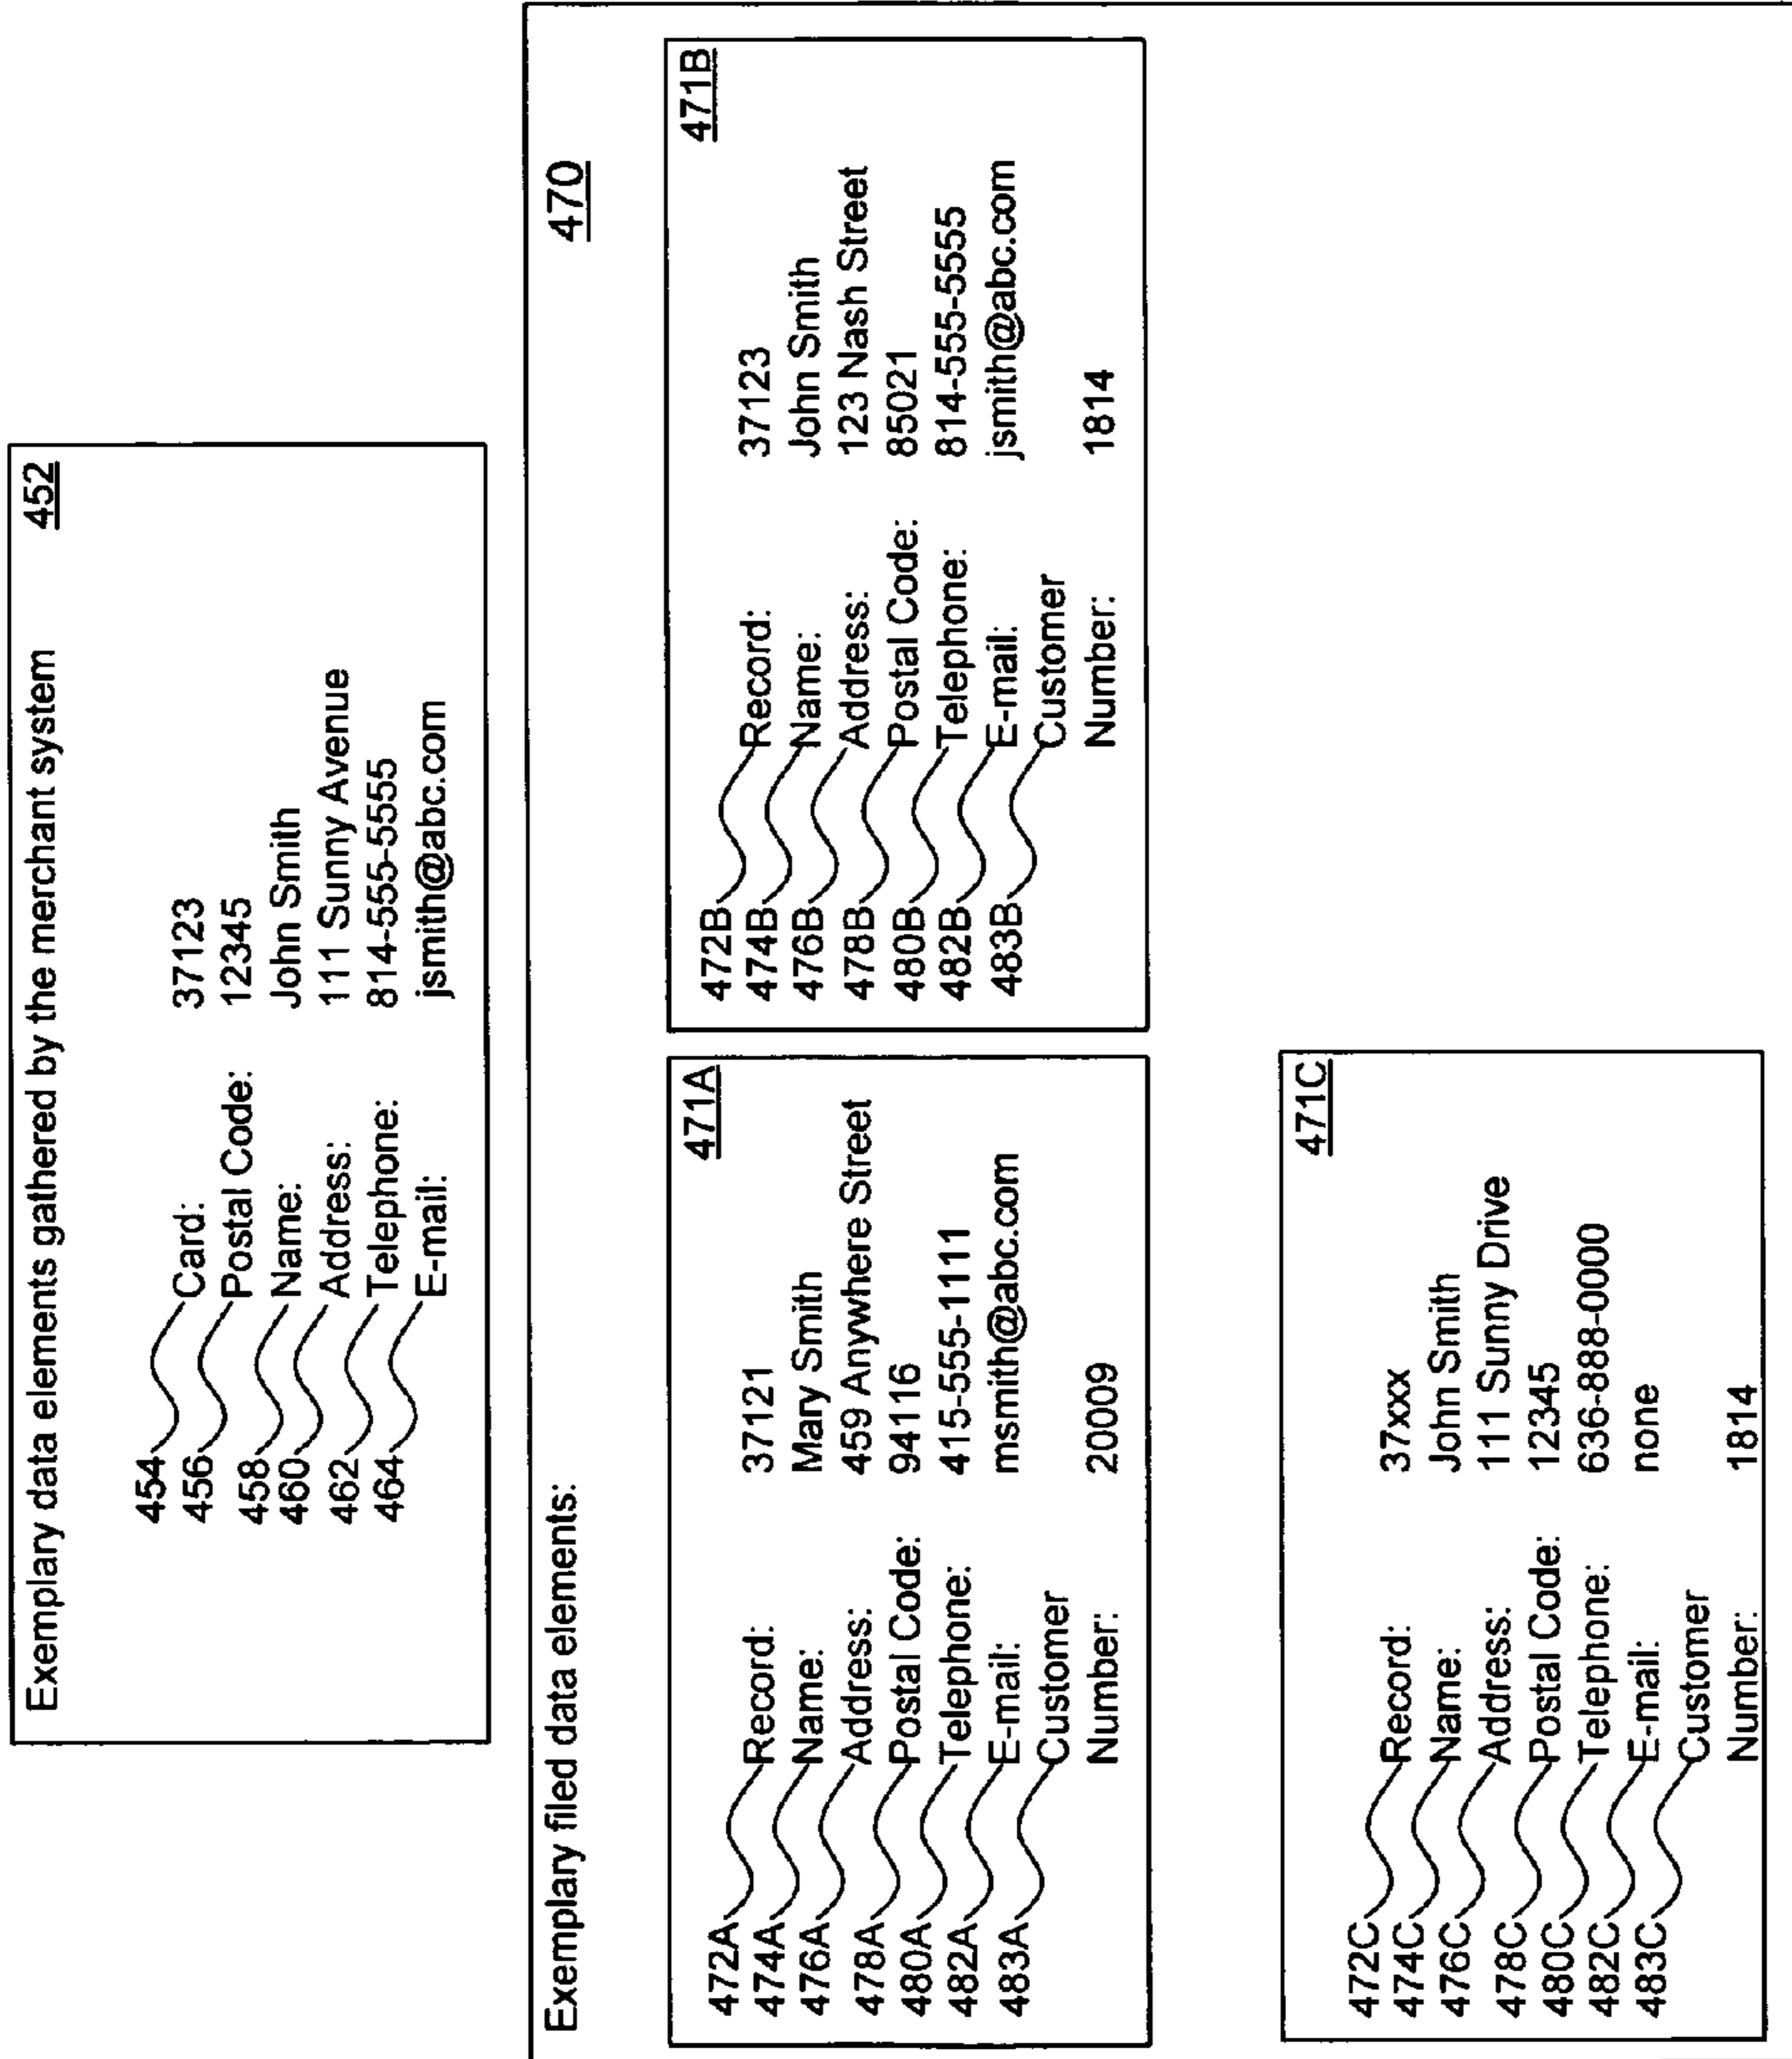 Exemplary data elements gathered by the merchant system
452
454 Card: 37123
456 Postal Code: 12345
458 Name: John Smith
460 Address: 111 Sunny Avenue
462 Telephone: 814-555-5555
464 E-mail: jsmith@abc.com
Exemplary filed data elements:
470
471A
472A Record: 37121
474A Name: Mary Smith
476A Address: 459 Anywhere Street
478A Postal Code: 94116
480A Telephone: 415-555-1111
482A E-mail: msmith@abc.com
483A Customer
Number: 20009
471B
472B Record: 37123
474B Name: John Smith
476B Address: 123 Nash Street
478B Postal Code: 85021
480B Telephone: 814-555-5555
482B E-mail: jsmith@abc.com
483B Customer
Number: 1814
471C
472C Record: 37xxx
474C Name: John Smith
476C Address: 111 Sunny Drive
478C Postal Code: 12345
480C Telephone: 636-888-0000
482C E-mail: none
483C Customer
Number: 1814